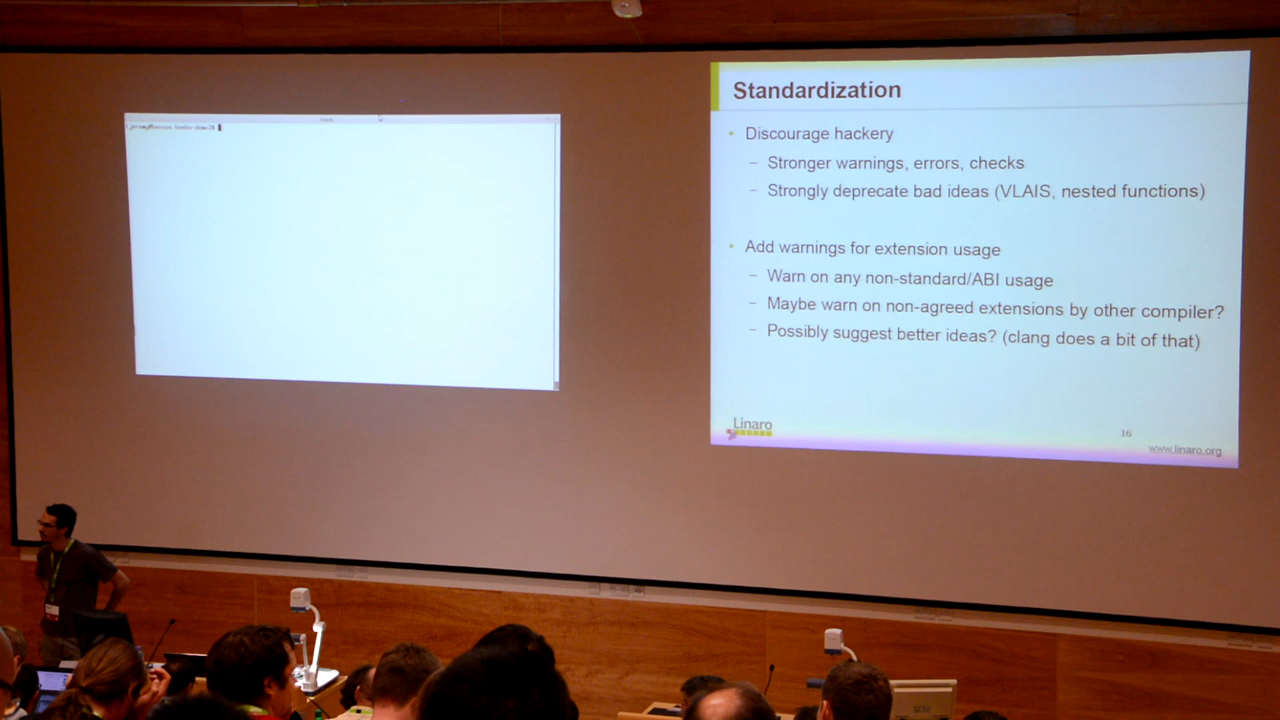 Standardization
Discourage hackery
– Stronger warnings, errors, checks
– Strongly deprecate bad ideas (VLAIS, nested functions)
Add warnings for extension usage
– Warn on any non-standard/ABI usage
– Maybe warn on non-agreed extensions by other compiler?
– Possibly suggest better ideas? (clang does a bit of that)
Linaro
16
www.linaro.org